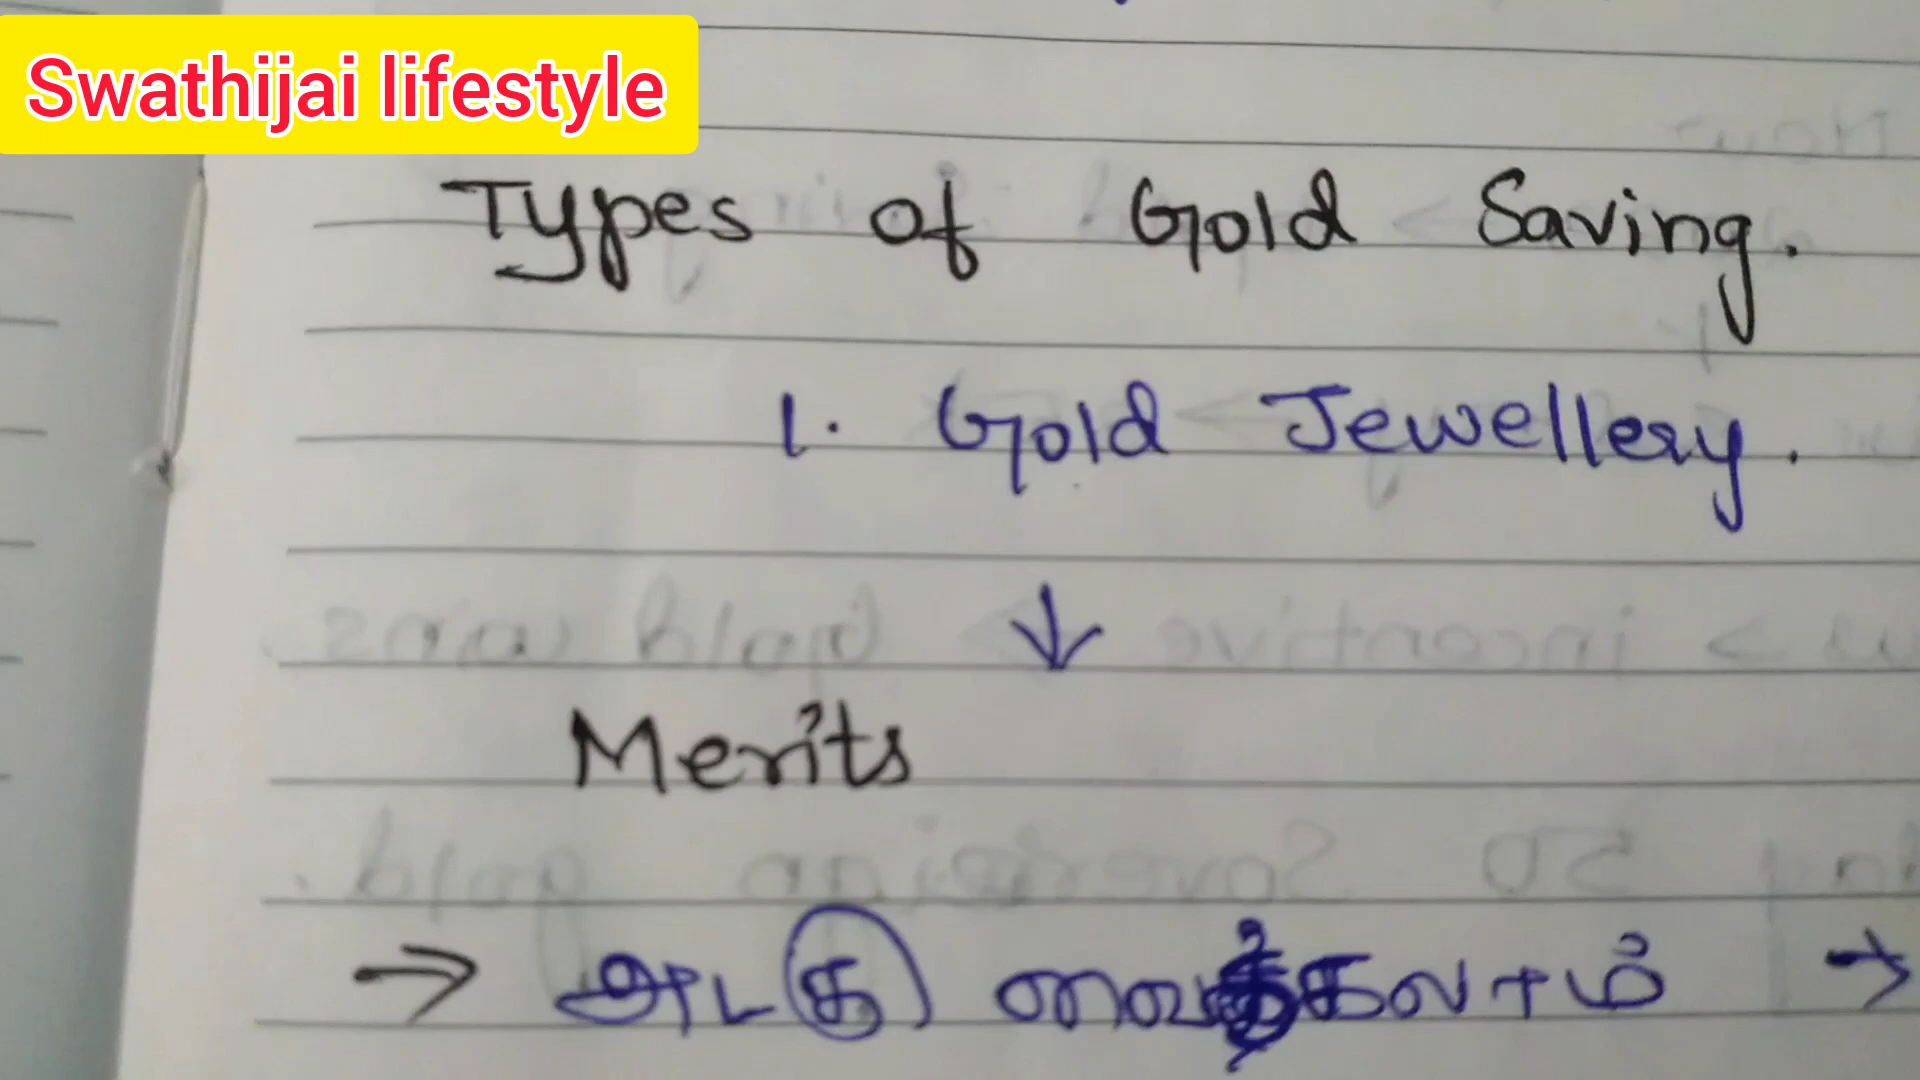 Swathijai lifestyle
Types of Gold Saving.
1. Gold Jewellery.
↓
Merits
→ அடகு வைக்கலாம் →